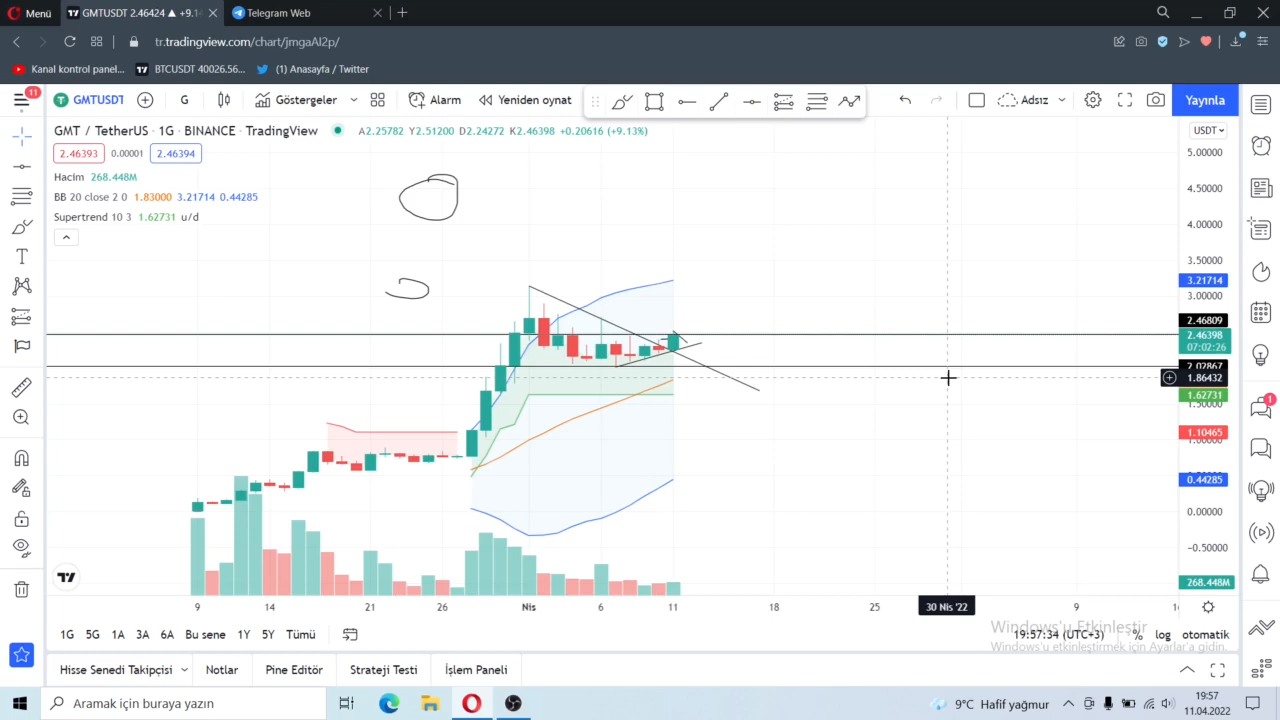 Menü
GMTUSDT 2.46424 ▲ +9.1
Telegram Web
tr.tradingview.com/chart/jmgaAl2p/
Kanal kontrol panel...
BTCUSDT 40026.56...
(1) Anasayfa / Twitter
11
GMTUSDT
G
Göstergeler
Alarm
Yeniden oynat
Adsız
Yayınla
GMT / TetherUS · 1G · BINANCE · TradingView
A2.25782 Y2.51200 D2.24272 K2.46398 +0.20616 (+9.13%)
USDT
2.46393
0.00001
2.46394
Hacim 268.448M
BB 20 close 2 0 1.83000 3.21714 0.44285
Supertrend 10 3 1.62731 u/d
5.00000
4.50000
4.00000
3.50000
3.21714
3.00000
2.46809
2.46398
07:02:26
2.02867
1.86432
1.62731
1.50000
1.10465
1.00000
0.44285
0.00000
-0.50000
268.448M
1
9
14
21
26
Nis
6
11
18
25
30 Nis '22
9
1G
5G
1A
3A
6A
Bu sene
1Y
5Y
Tümü
19:57:34 (UTC+3)
%
log
otomatik
Windows'u Etkinleştir
Windows'u etkinleştirmek için Ayarlar'a gidin.
Hisse Senedi Takipçisi
Notlar
Pine Editör
Strateji Testi
İşlem Paneli
Aramak için buraya yazın
9°C Hafif yağmur
19:57
11.04.2022